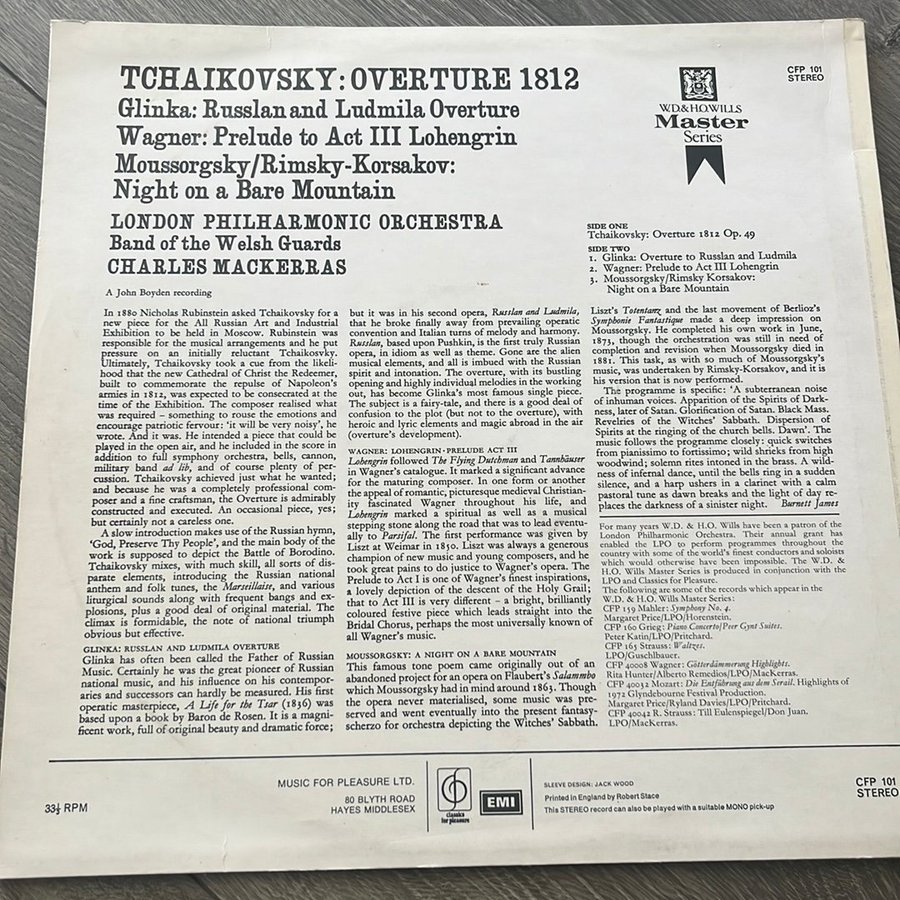 TCHAIKOVSKY: OVERTURE 1812
Glinka: Russlan and Ludmila Overture
Wagner: Prelude to Act III Lohengrin
Moussorgsky/Rimsky-Korsakov:
Night on a Bare Mountain
LONDON PHILHARMONIC ORCHESTRA
Band of the Welsh Guards
CHARLES MACKERRAS
A John Boyden recording
CFP 101
STEREO
W.D. & H.O. WILLS
Master
Series
SIDE ONE
Tchaikovsky: Overture 1812 Op. 49
SIDE TWO
1. Glinka: Overture to Russlan and Ludmila
2. Wagner: Prelude to Act III Lohengrin
3. Moussorgsky/Rimsky Korsakov:
Night on a Bare Mountain
In 1880 Nicholas Rubinstein asked Tchaikovsky for a
new piece for the All Russian Art and Industrial
Exhibition to be held in Moscow. Rubinstein was
responsible for the musical arrangements and he put
pressure on an initially reluctant Tchaikovsky.
Ultimately, Tchaikovsky took a cue from the likeli-
hood that the new Cathedral of Christ the Redeemer,
built to commemorate the repulse of Napoleon's
armies in 1812, was expected to be consecrated at the
time of the Exhibition. The composer realised what
was required – something to rouse the emotions and
encourage patriotic fervour: 'it will be very noisy', he
wrote. And it was. He intended a piece that could be
played in the open air, and he included in the score in
addition to full symphony orchestra, bells, cannon,
military band ad lib, and of course plenty of per-
cussion. Tchaikovsky achieved just what he wanted;
and because he was a completely professional com-
poser and a fine craftsman, the Overture is admirably
constructed and executed. An occasional piece, yes;
but certainly not a careless one.
A slow introduction makes use of the Russian hymn,
'God, Preserve Thy People', and the main body of the
work is supposed to depict the Battle of Borodino.
Tchaikovsky mixes, with much skill, all sorts of dis-
parate elements, introducing the Russian national
anthem and folk tunes, the Marseillaise, and various
liturgical sounds along with frequent bangs and ex-
plosions, plus a good deal of original material. The
climax is formidable, the note of national triumph
obvious but effective.
GLINKA: RUSSLAN AND LUDMILA OVERTURE
Glinka has often been called the Father of Russian
Music. Certainly he was the great pioneer of Russian
national music, and his influence on his contempor-
aries and successors can hardly be measured. His first
operatic masterpiece, A Life for the Tsar (1836) was
based upon a book by Baron de Rosen. It is a magni-
ficent work, full of original beauty and dramatic force;
but it was in his second opera, Russlan and Ludmila,
that he broke finally away from prevailing operatic
convention and Italian turns of melody and harmony.
Russlan, based upon Pushkin, is the first truly Russian
opera, in idiom as well as theme. Gone are the alien
musical elements, and all is imbued with the Russian
spirit and intonation. The overture, with its bustling
opening and highly individual melodies in the working
out, has become Glinka's most famous single piece.
The subject is a fairy-tale, and there is a good deal of
confusion to the plot (but not to the overture), with
heroic and lyric elements and magic abroad in the air
(overture's development).
WAGNER: LOHENGRIN · PRELUDE ACT III
Lohengrin followed The Flying Dutchman and Tannhäuser
in Wagner's catalogue. It marked a significant advance
for the maturing composer. In one form or another
the appeal of romantic, picturesque medieval Christian-
ity fascinated Wagner throughout his life, and
Lohengrin marked a spiritual as well as a musical
stepping stone along the road that was to lead eventu-
ally to Parsifal. The first performance was given by
Liszt at Weimar in 1850. Liszt was always a generous
champion of new music and young composers, and he
took great pains to do justice to Wagner's opera. The
Prelude to Act I is one of Wagner's finest inspirations,
a lovely depiction of the descent of the Holy Grail;
that to Act III is very different – a bright, brilliantly
coloured festive piece which leads straight into the
Bridal Chorus, perhaps the most universally known of
all Wagner's music.
MOUSSORGSKY: A NIGHT ON A BARE MOUNTAIN
This famous tone poem came originally out of an
abandoned project for an opera on Flaubert's Salammbo
which Moussorgsky had in mind around 1863. Though
the opera never materialised, some music was pre-
served and went eventually into the present fantasy-
scherzo for orchestra depicting the Witches' Sabbath.
Liszt's Totentanz and the last movement of Berlioz's
Symphonie Fantastique made a deep impression on
Moussorgsky. He completed his own work in June,
1873, though the orchestration was still in need of
completion and revision when Moussorgsky died in
1881. This task, as with so much of Moussorgsky's
music, was undertaken by Rimsky-Korsakov, and it is
his version that is now performed.
The programme is specific: 'A subterranean noise
of inhuman voices. Apparition of the Spirits of Dark-
ness, later of Satan. Glorification of Satan. Black Mass.
Revelries of the Witches' Sabbath. Dispersion of
Spirits at the ringing of the church bells. Dawn'. The
music follows the programme closely: quick switches
from pianissimo to fortissimo; wild shrieks from high
woodwind; solemn rites intoned in the brass. A wild-
ness of infernal dance, until the bells ring in a sudden
silence, and a harp ushers in a clarinet with a calm
pastoral tune as dawn breaks and the light of day re-
places the darkness of a sinister night. Burnett James
For many years W.D. & H.O. Wills have been a patron of the
London Philharmonic Orchestra. Their annual grant has
enabled the LPO to perform programmes throughout the
country with some of the world's finest conductors and soloists
which would otherwise have been impossible. The W.D. &
H.O. Wills Master Series is produced in conjunction with the
LPO and Classics for Pleasure.
The following are some of the records which appear in the
W.D. & H.O. Wills Master Series:
CFP 159 Mahler: Symphony No. 4.
Margaret Price/LPO/Horenstein.
CFP 160 Grieg: Piano Concerto/Peer Gynt Suites.
Peter Katin/LPO/Pritchard.
CFP 165 Strauss: Waltzes.
LPO/Guschlbauer.
CFP 40008 Wagner: Götterdämmerung Highlights.
Rita Hunter/Alberto Remedios/LPO/MacKerras.
CFP 40032 Mozart: Die Entführung aus dem Serail. Highlights of
1972 Glyndebourne Festival Production.
Margaret Price/Ryland Davies/LPO/Pritchard.
CFP 40042 R. Strauss: Till Eulenspiegel/Don Juan.
LPO/MacKerras.
33⅓ RPM
MUSIC FOR PLEASURE LTD.
80 BLYTH ROAD
HAYES MIDDLESEX
classics
for pleasure
EMI
SLEEVE DESIGN: JACK WOOD
Printed in England by Robert Stace
This STEREO record can also be played with a suitable MONO pick-up
CFP 101
STEREO